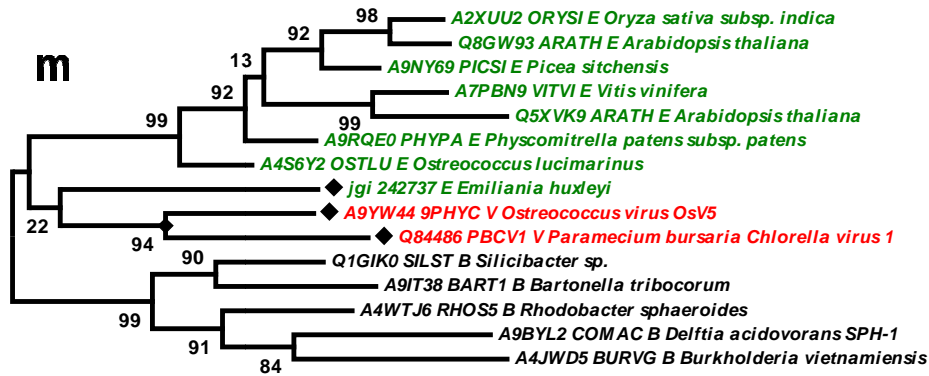 98
A2XUU2 ORYSI E Oryza sativa subsp. indica
92
Q8GW93 ARATH E Arabidopsis thaliana
m
13
A9NY69 PICSI E Picea sitchensis
92
A7PBN9 VITVI E Vitis vinifera
99
Q5XVK9 ARATH E Arabidopsis thaliana
99
A9RQE0 PHYPA E Physcomitrella patens subsp. patens
A4S6Y2 OSTLU E Ostreococcus lucimarinus
jgi 242737 E Emiliania huxleyi
22
A9YW44 9PHYC V Ostreococcus virus OsV5
94
Q84486 PBCV1 V Paramecium bursaria Chlorella virus 1
90
Q1GIK0 SILST B Silicibacter sp.
A9IT38 BART1 B Bartonella tribocorum
99
A4WTJ6 RHOS5 B Rhodobacter sphaeroides
91
A9BYL2 COMAC B Delftia acidovorans SPH-1
84
A4JWD5 BURVG B Burkholderia vietnamiensis